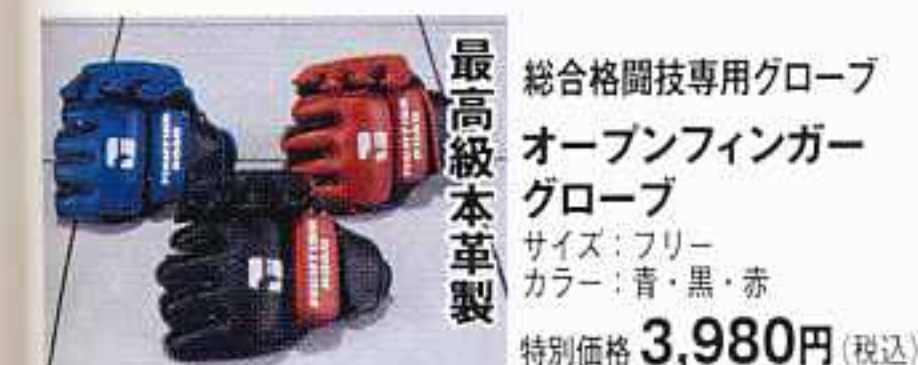 最高級本革製
総合格闘技専用グローブ
オープンフィンガー
グローブ
サイズ：フリー
カラー：青・黒・赤
特別価格 3,980円(税込)